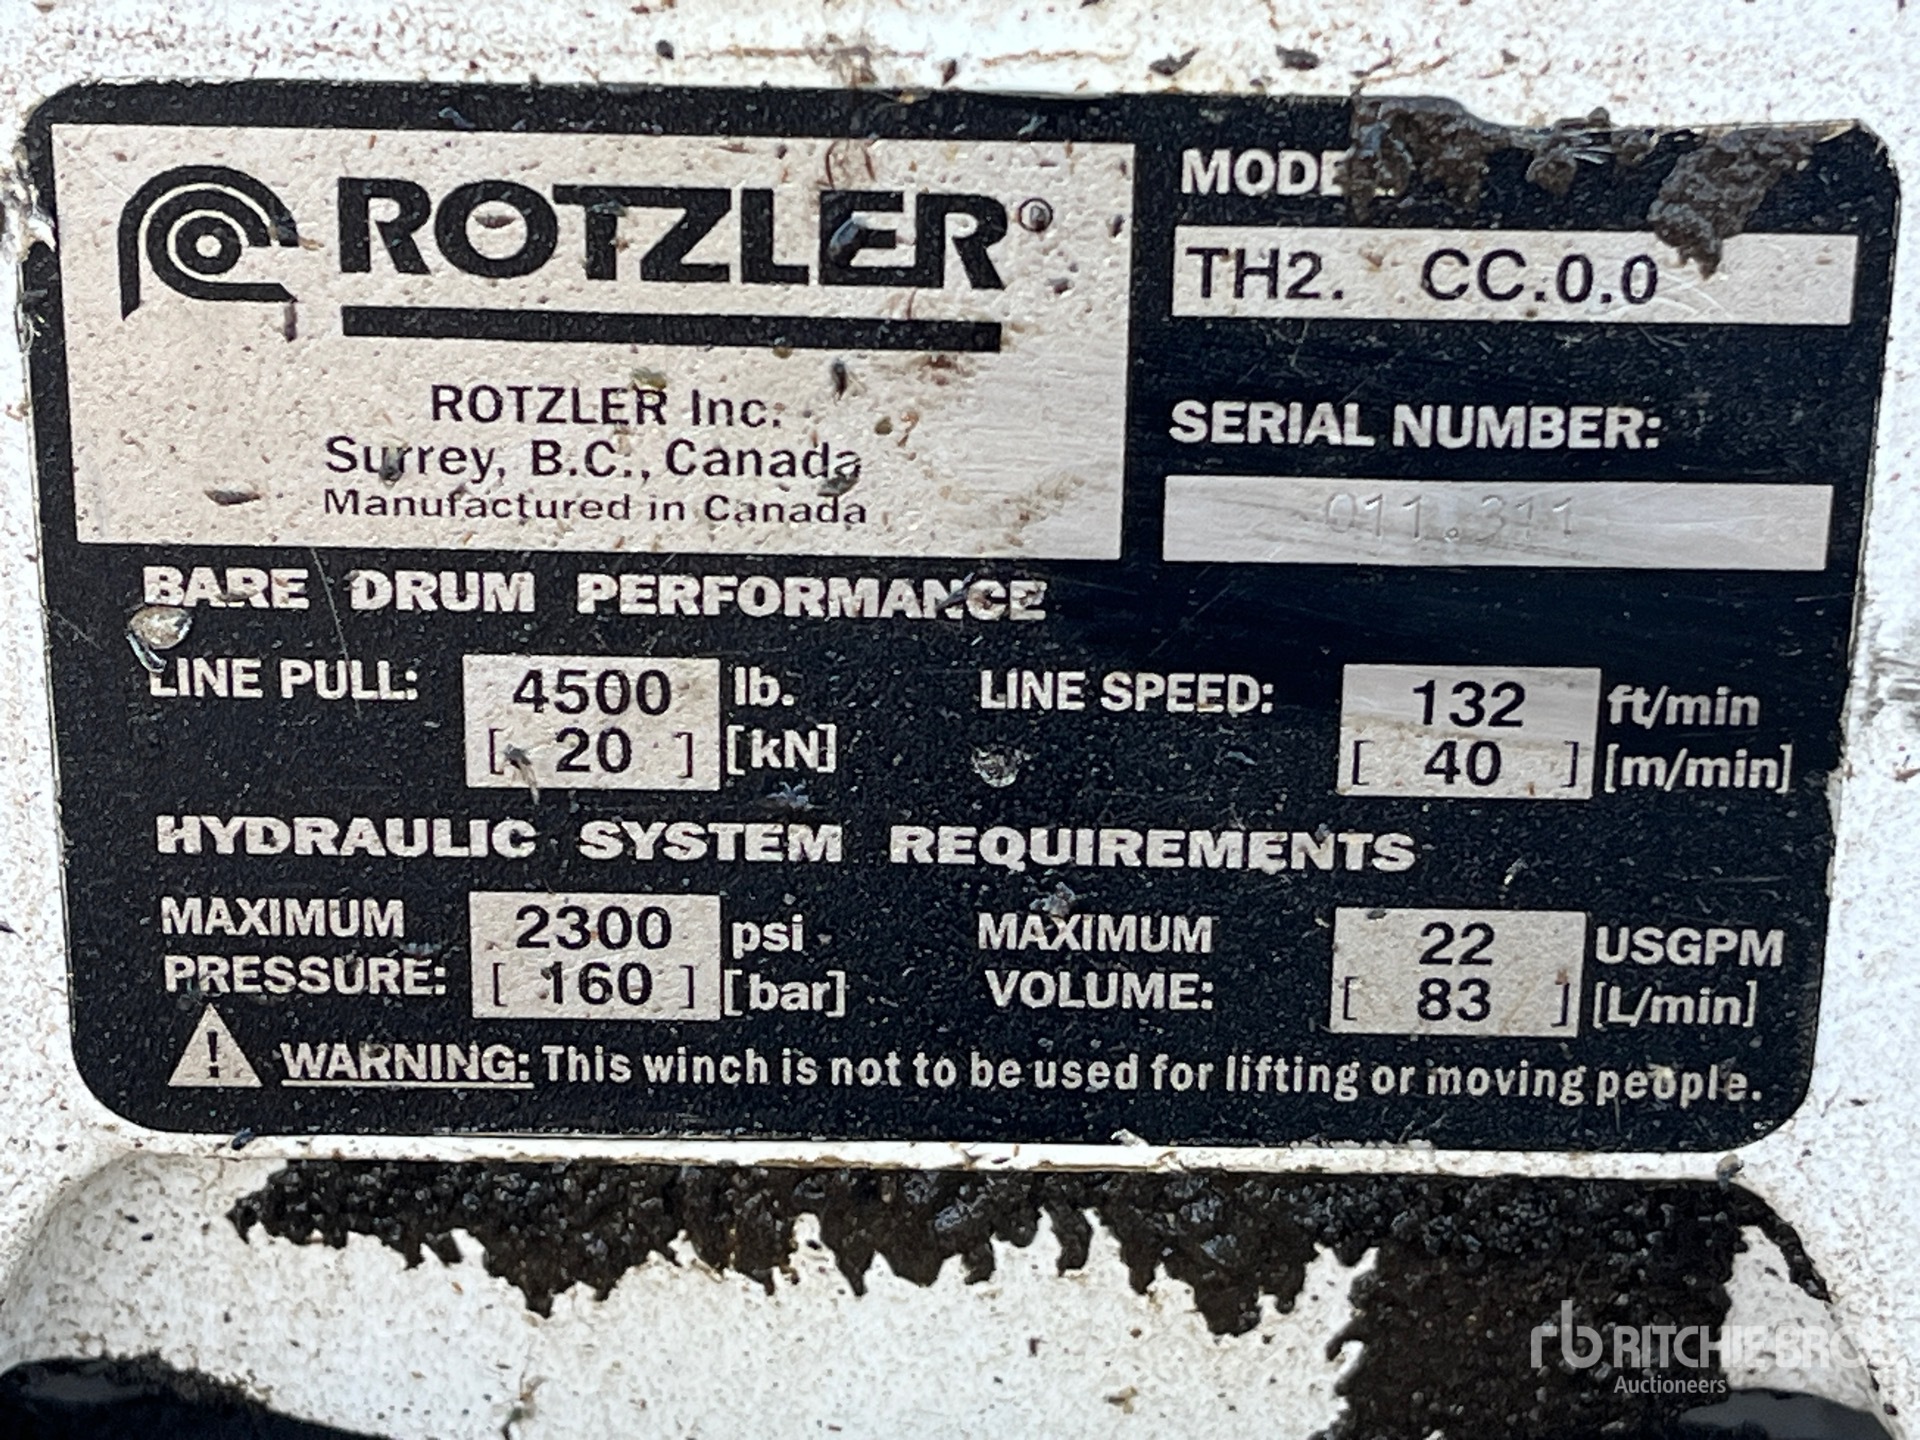 ROTZLER®
ROTZLER Inc.
Surrey, B.C., Canada
Manufactured in Canada
MODE
TH2. CC.0.0
SERIAL NUMBER:
011.311
BARE DRUM PERFORMANCE
LINE PULL: 4500 lb.
[ 20 ] [kN]
LINE SPEED: 132 ft/min
[ 40 ] [m/min]
HYDRAULIC SYSTEM REQUIREMENTS
MAXIMUM PRESSURE: 2300 psi
[ 160 ] [bar]
MAXIMUM VOLUME: 22 USGPM
[ 83 ] [L/min]
! WARNING: This winch is not to be used for lifting or moving people.
rb RITCHIE BROS
Auctioneers